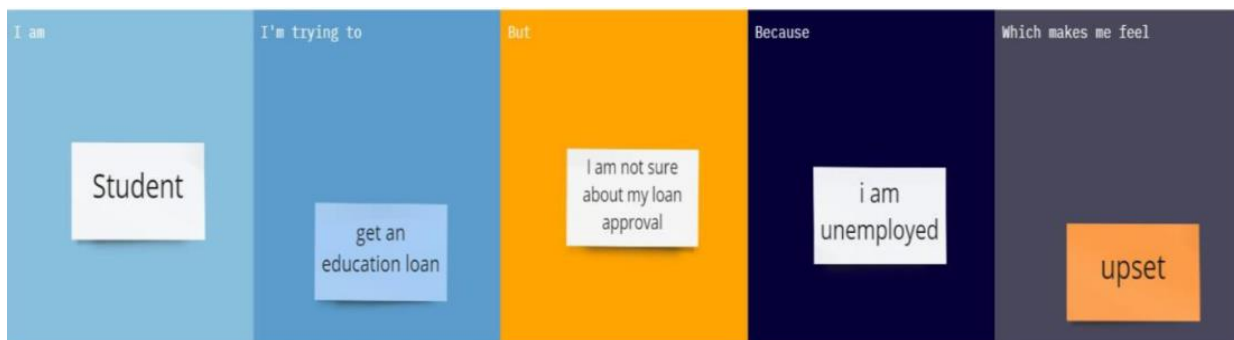 I am
Student
I'm trying to
get an
education loan
But
I am not sure
about my loan
approval
Because
i am
unemployed
Which makes me feel
upset